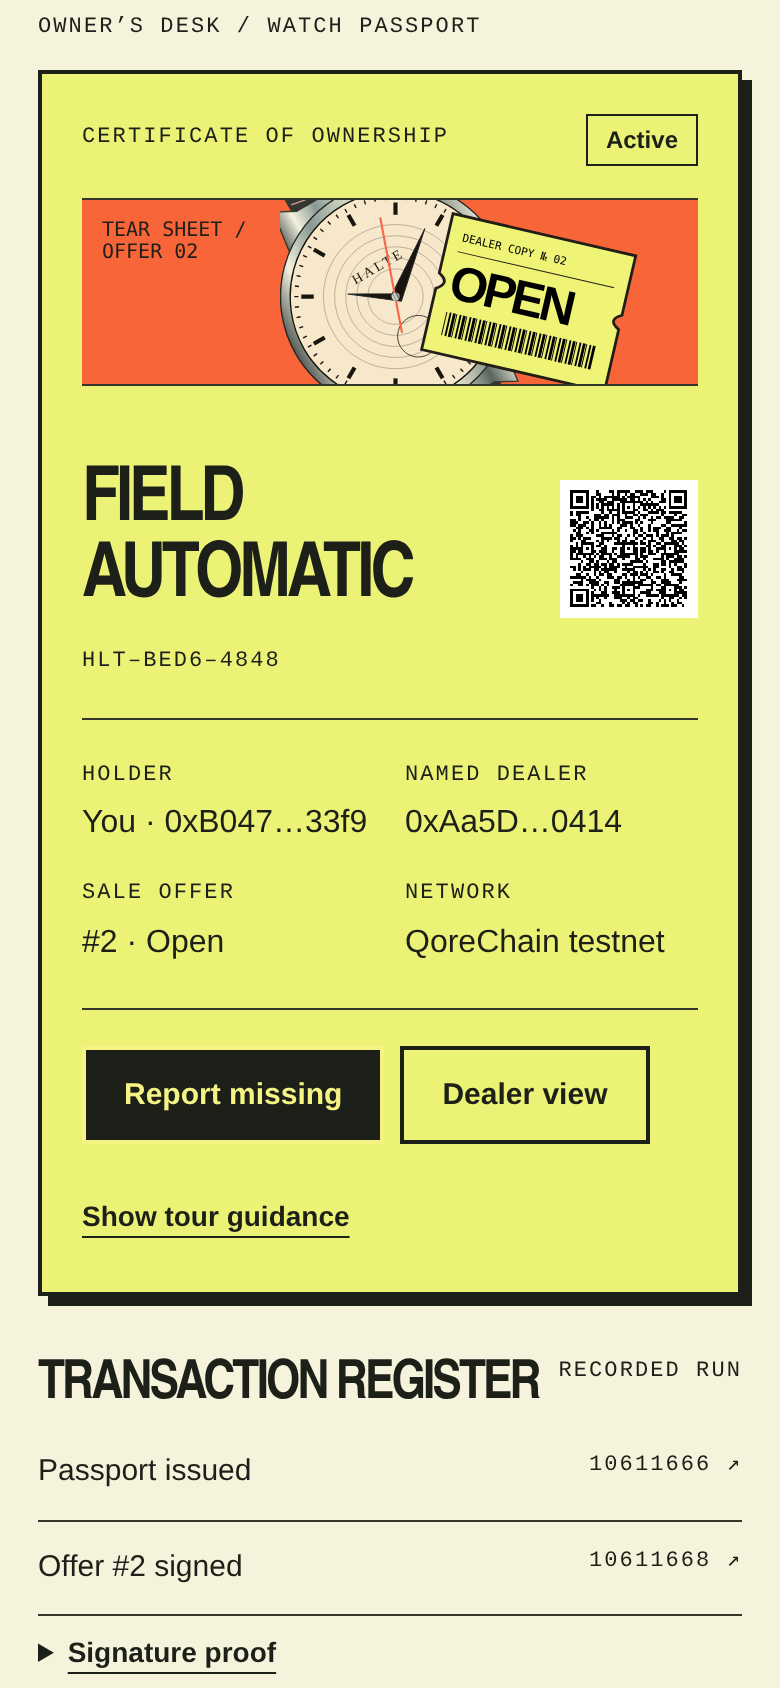 OWNER’S DESK / WATCH PASSPORT
CERTIFICATE OF OWNERSHIP
Active
TEAR SHEET /
OFFER 02
HALTE
DEALER COPY № 02
OPEN
FIELD
AUTOMATIC
HLT–BED6–4848
HOLDER
You · 0xB047…33f9
NAMED DEALER
0xAa5D…0414
SALE OFFER
#2 · Open
NETWORK
QoreChain testnet
Report missing
Dealer view
Show tour guidance
TRANSACTION REGISTER
RECORDED RUN
Passport issued
10611666 ↗
Offer #2 signed
10611668 ↗
▶ Signature proof